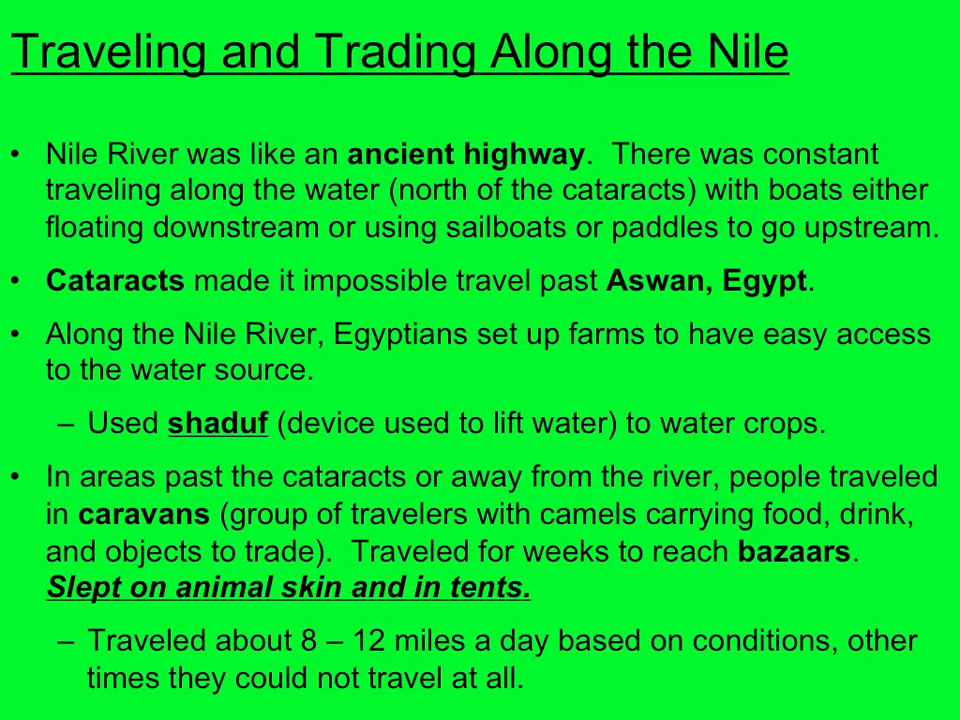 Traveling and Trading Along the Nile
• Nile River was like an ancient highway.  There was constant
traveling along the water (north of the cataracts) with boats either
floating downstream or using sailboats or paddles to go upstream.
• Cataracts made it impossible travel past Aswan, Egypt.
• Along the Nile River, Egyptians set up farms to have easy access
to the water source.
– Used shaduf (device used to lift water) to water crops.
• In areas past the cataracts or away from the river, people traveled
in caravans (group of travelers with camels carrying food, drink,
and objects to trade).  Traveled for weeks to reach bazaars.
Slept on animal skin and in tents.
– Traveled about 8 – 12 miles a day based on conditions, other
times they could not travel at all.